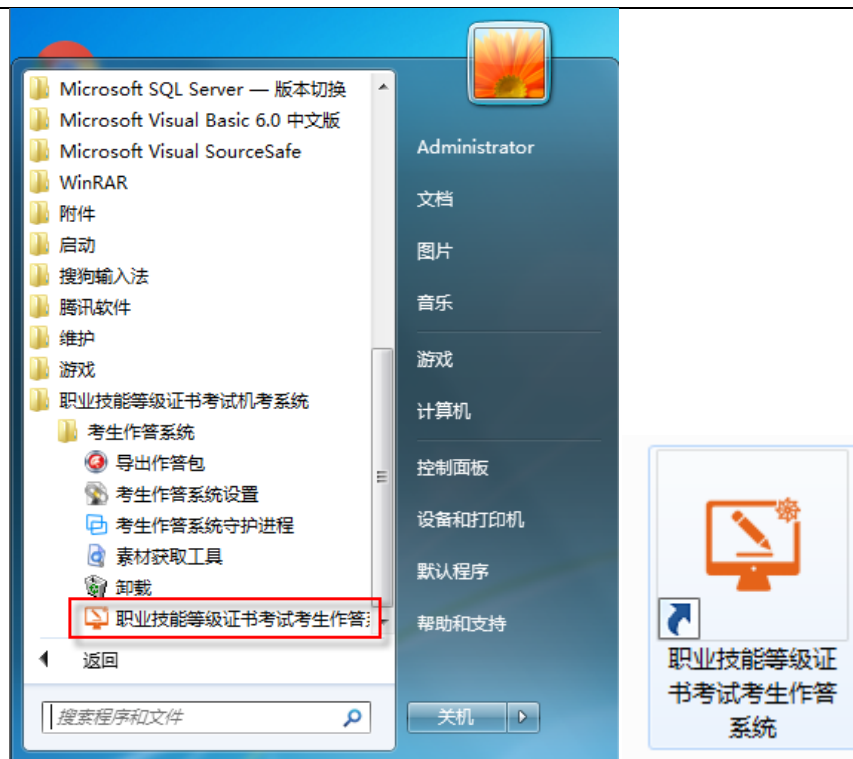 Microsoft SQL Server — 版本切换
Microsoft Visual Basic 6.0 中文版
Microsoft Visual SourceSafe
WinRAR
附件
启动
搜狗输入法
腾讯软件
维护
游戏
职业技能等级证书考试机考系统
考生作答系统
导出作答包
考生作答系统设置
考生作答系统守护进程
素材获取工具
卸载
职业技能等级证书考试考生作答
返回
搜索程序和文件
Administrator
文档
图片
音乐
游戏
计算机
控制面板
设备和打印机
默认程序
帮助和支持
关机
职业技能等级证
书考试考生作答
系统